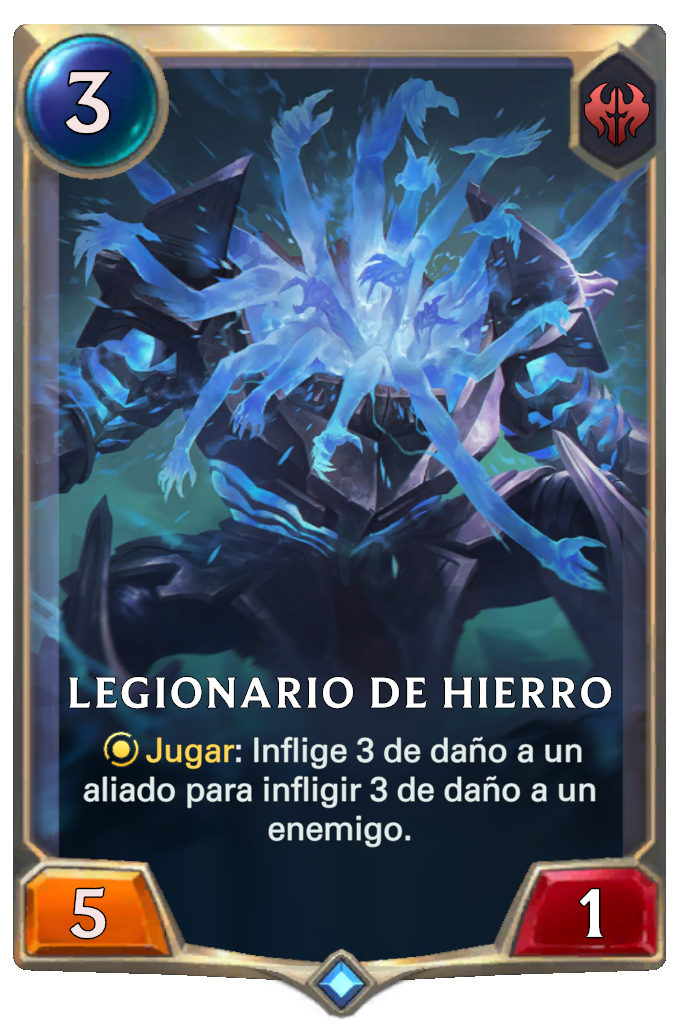 3
LEGIONARIO DE HIERRO
Jugar: Inflige 3 de daño a un
aliado para infligir 3 de daño a un
enemigo.
5
1